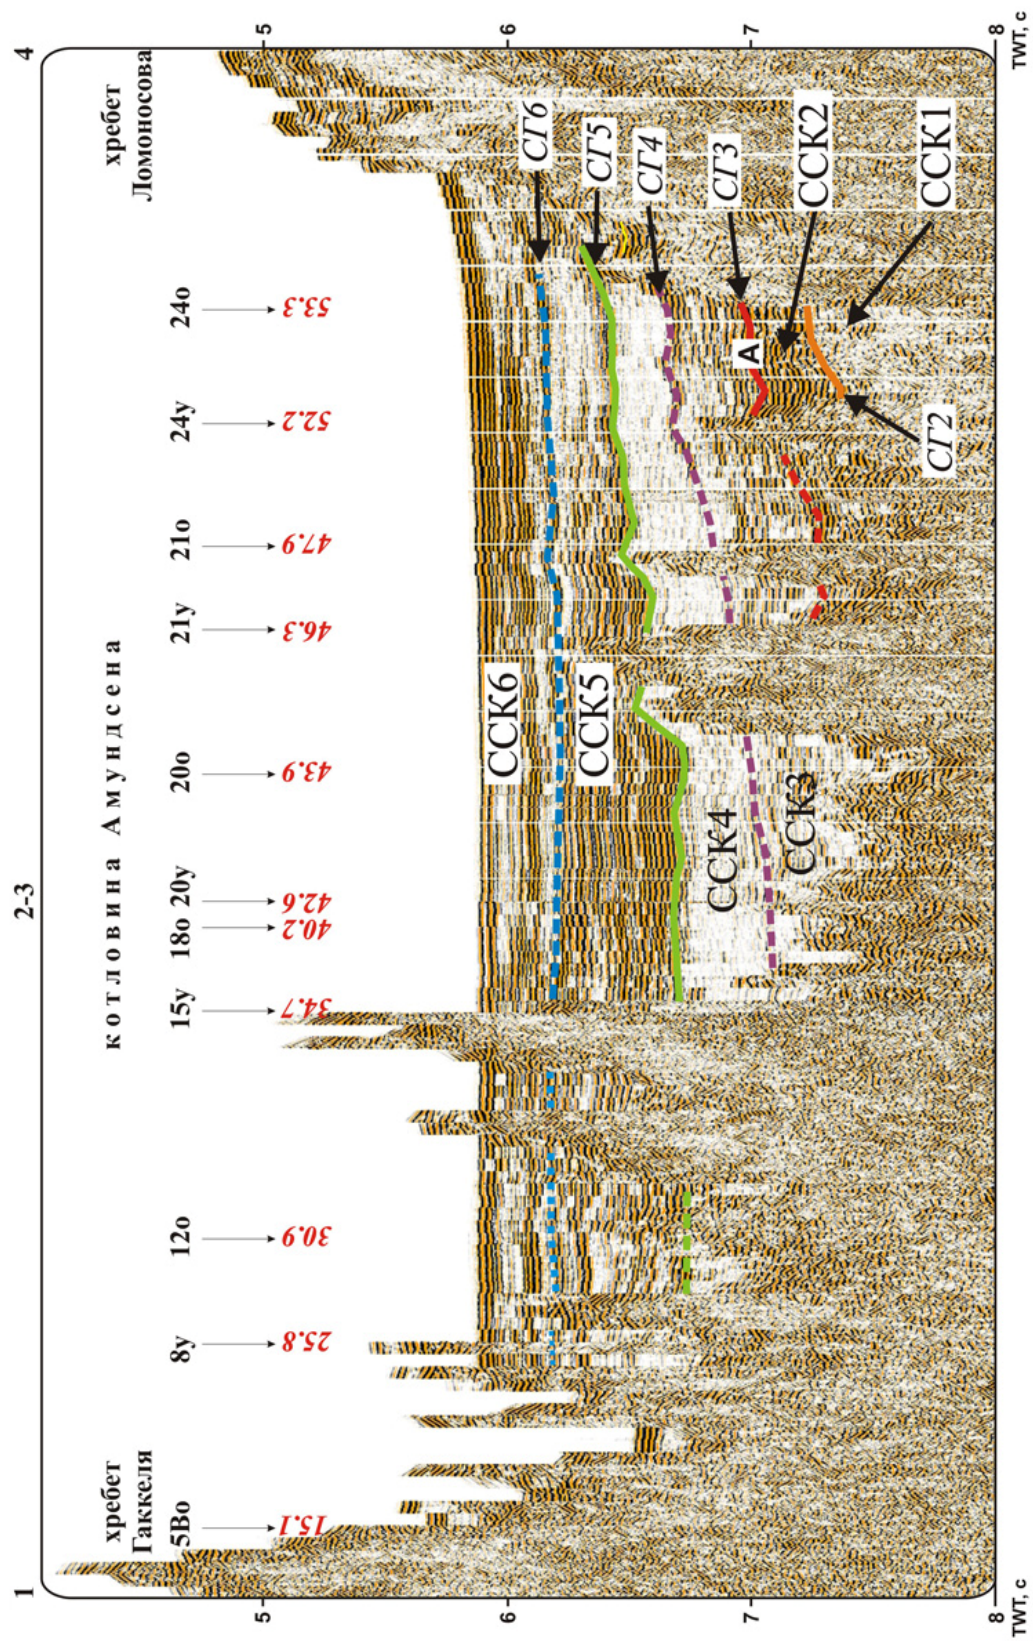 1
2-3
4
хребет
Гаккеля
котловина Амундсена
хребет
Ломоносова
5Во
8у
12о
15у
18о
20у
20о
21у
21о
24у
24о
15.1
25.8
30.9
34.7
40.2
42.6
43.9
46.3
47.9
52.2
53.3
5
6
7
8
TWT, с
5
6
7
8
TWT, с
ССК6
ССК5
ССК4
ССК3
СГ6
СГ5
СГ4
СГ3
А
ССК2
ССК1
СГ2